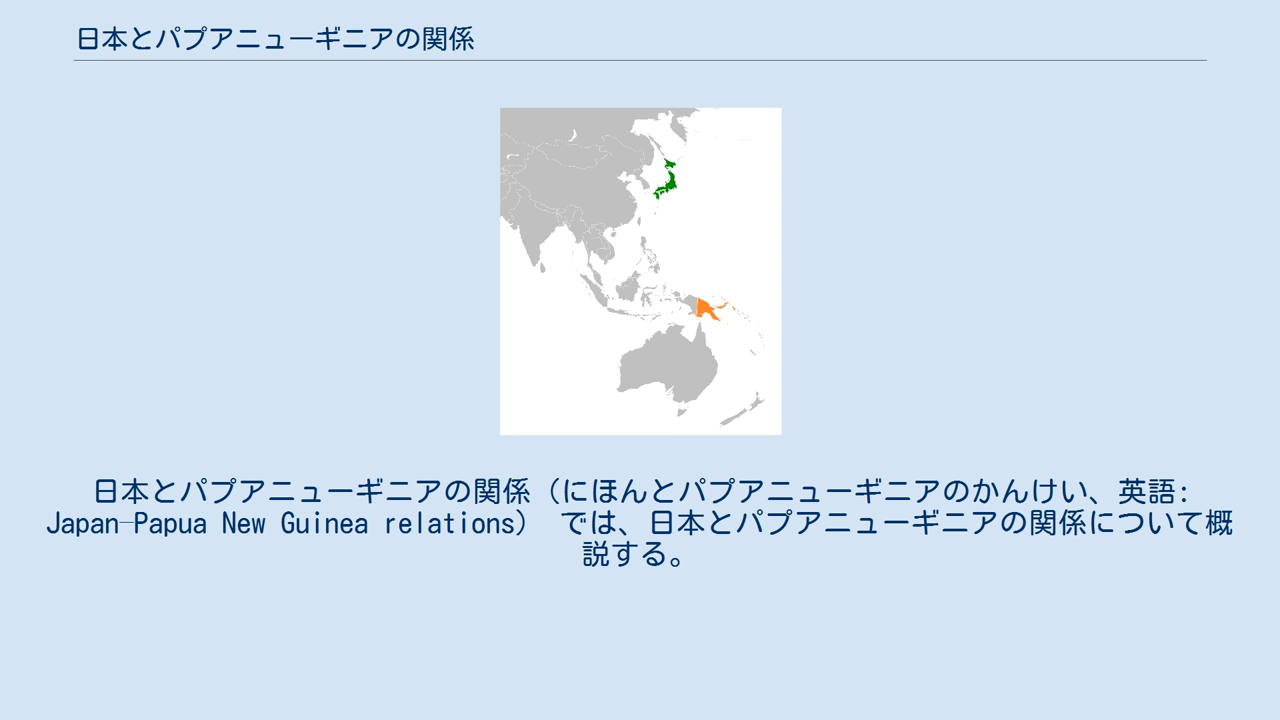 日本とパプアニューギニアの関係
日本とパプアニューギニアの関係（にほんとパプアニューギニアのかんけい、英語:
Japan–Papua New Guinea relations） では、日本とパプアニューギニアの関係について概
説する。